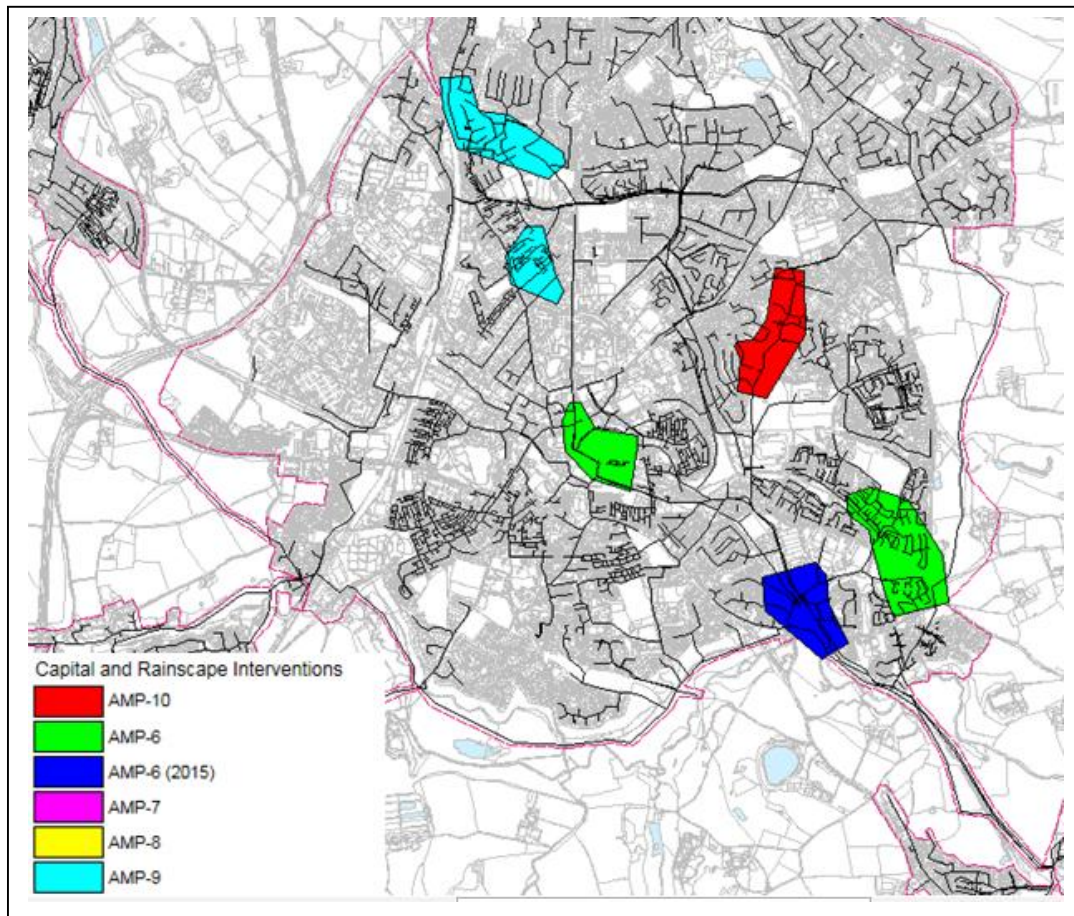 Capital and Rainscape Interventions
AMP-10
AMP-6
AMP-6 (2015)
AMP-7
AMP-8
AMP-9